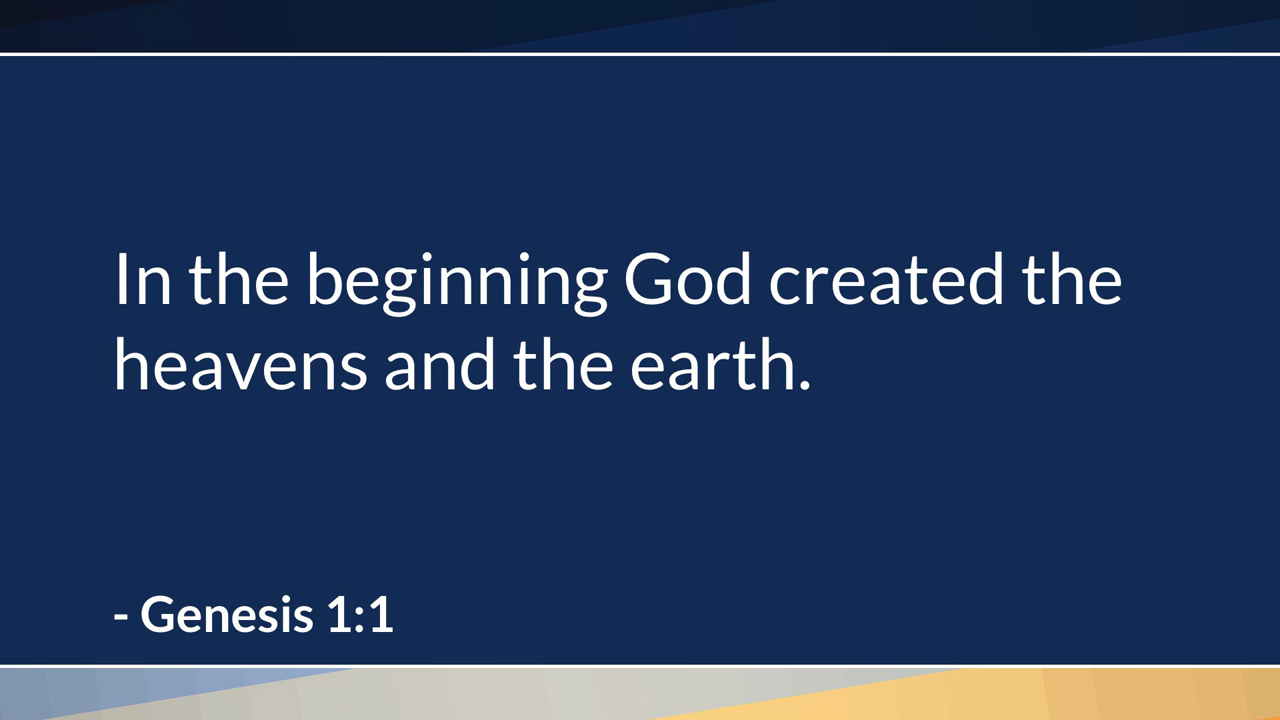 In the beginning God created the
heavens and the earth.
- Genesis 1:1